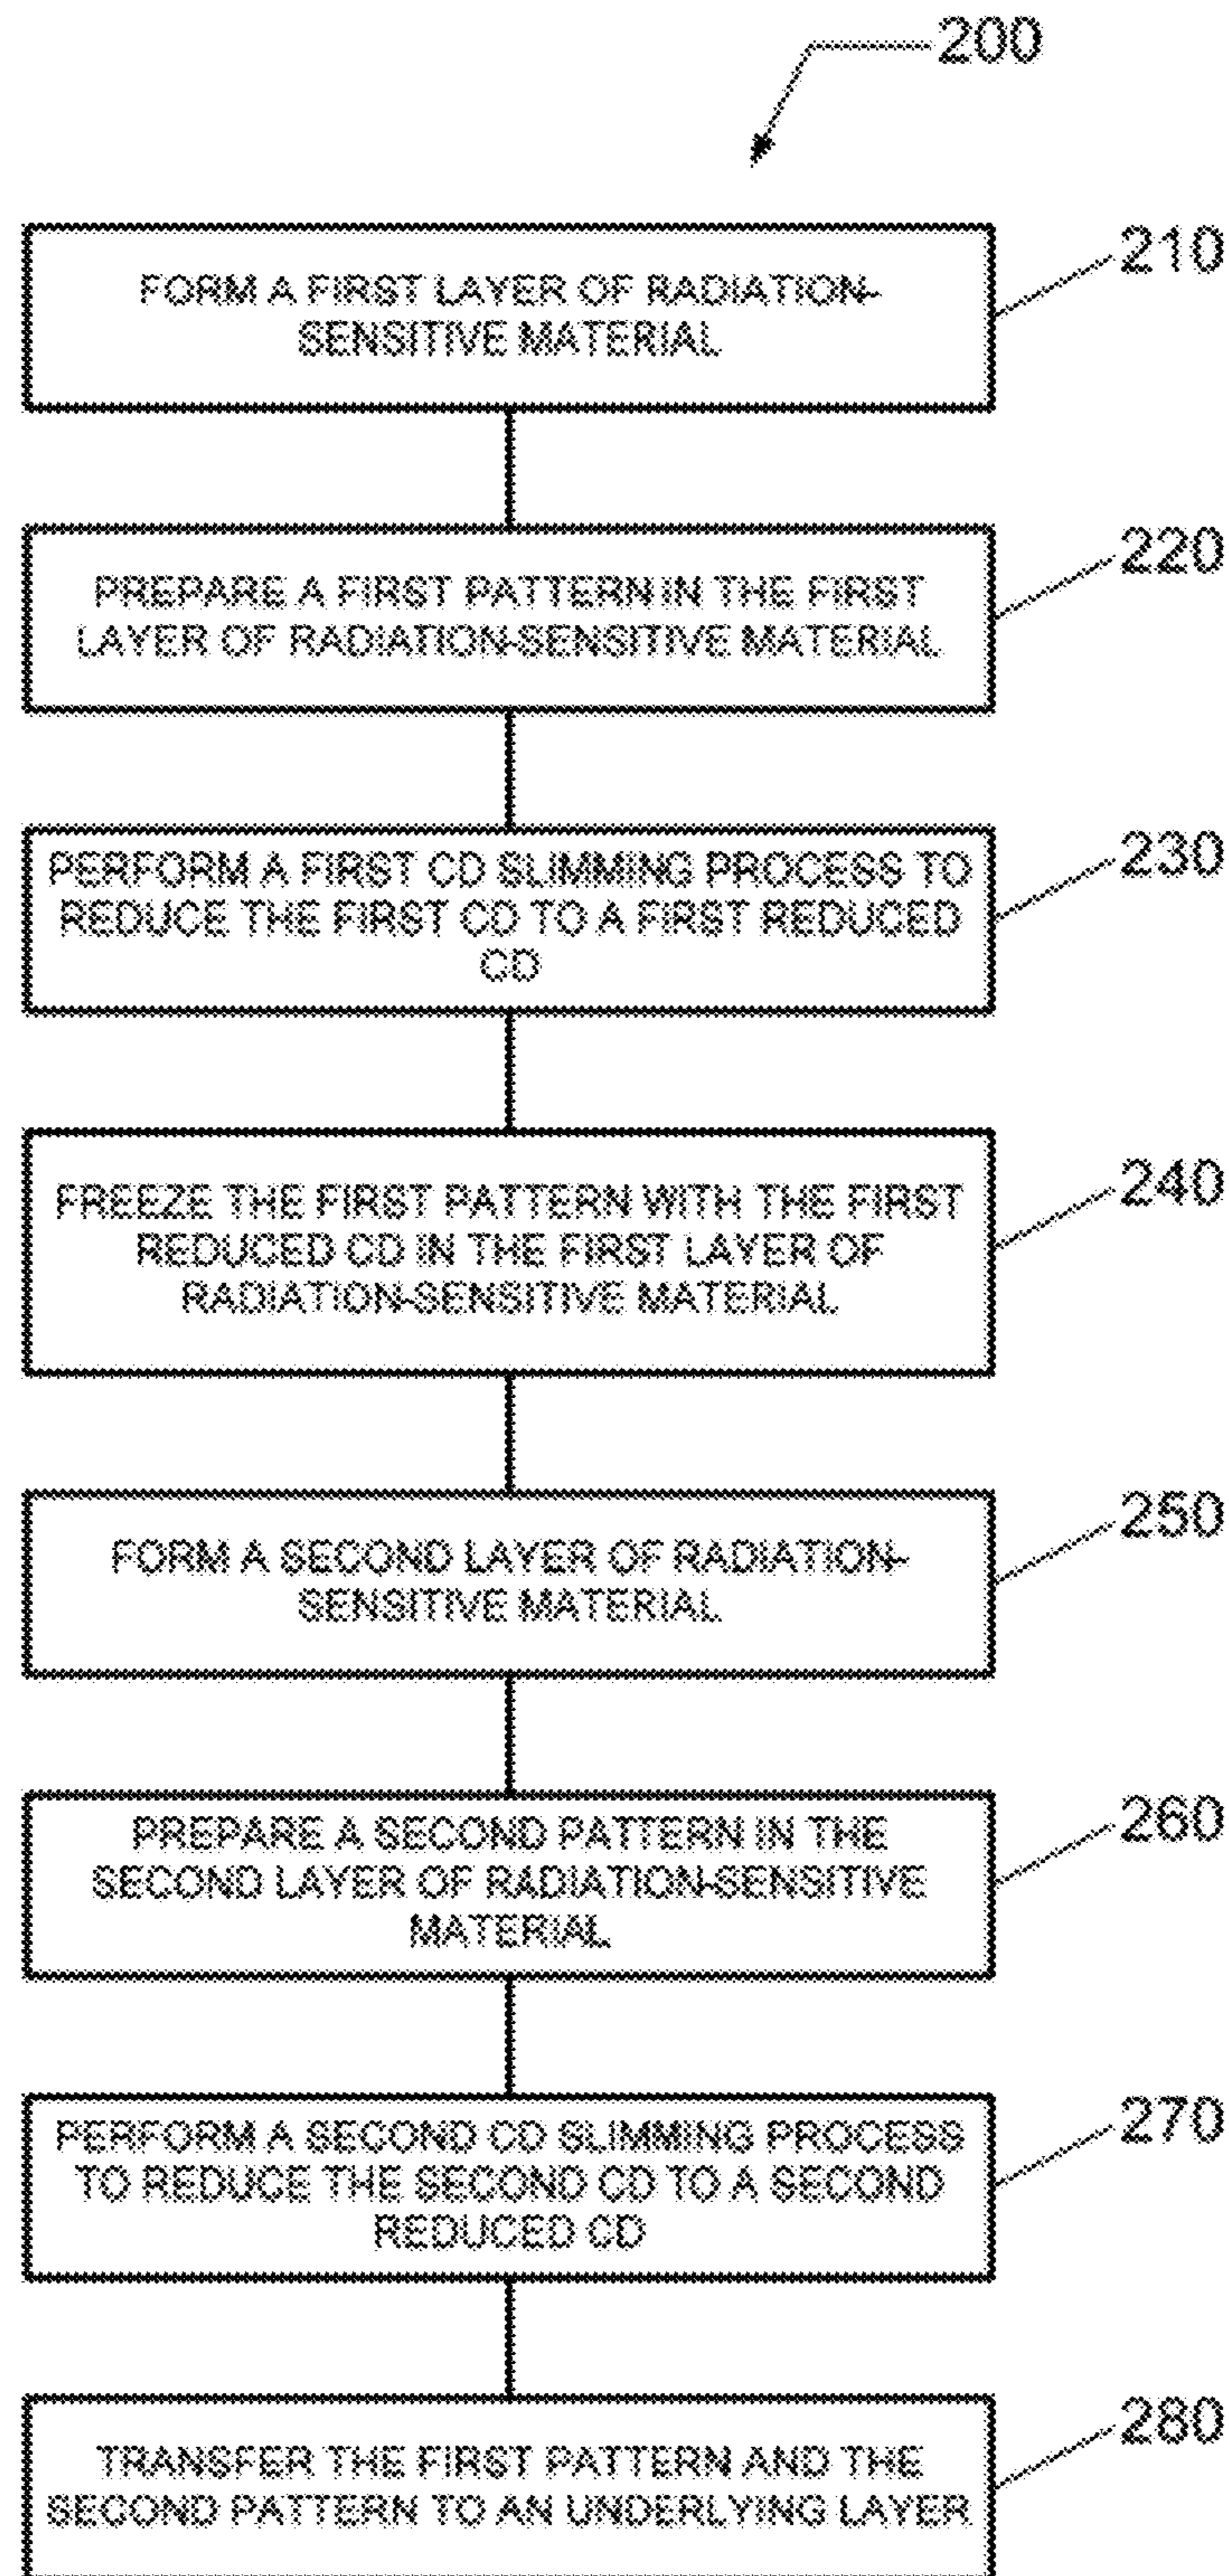 200
210
FORM A FIRST LAYER OF RADIATION-
SENSITIVE MATERIAL
220
PREPARE A FIRST PATTERN IN THE FIRST
LAYER OF RADIATION-SENSITIVE MATERIAL
230
PERFORM A FIRST CD SLIMMING PROCESS TO
REDUCE THE FIRST CD TO A FIRST REDUCED
CD
240
FREEZE THE FIRST PATTERN WITH THE FIRST
REDUCED CD IN THE FIRST LAYER OF
RADIATION-SENSITIVE MATERIAL
250
FORM A SECOND LAYER OF RADIATION-
SENSITIVE MATERIAL
260
PREPARE A SECOND PATTERN IN THE
SECOND LAYER OF RADIATION-SENSITIVE
MATERIAL
270
PERFORM A SECOND CD SLIMMING PROCESS
TO REDUCE THE SECOND CD TO A SECOND
REDUCED CD
280
TRANSFER THE FIRST PATTERN AND THE
SECOND PATTERN TO AN UNDERLYING LAYER